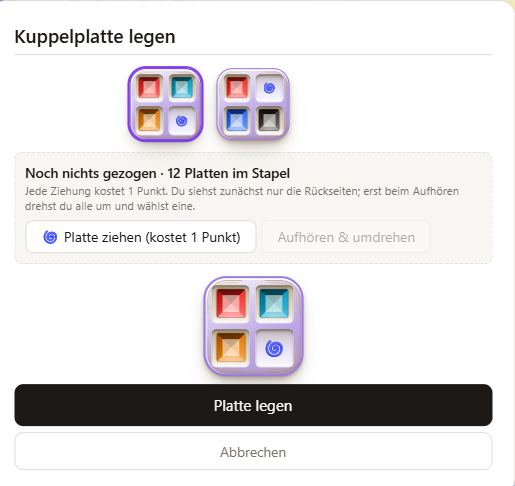 Kuppelplatte legen
Noch nichts gezogen · 12 Platten im Stapel
Jede Ziehung kostet 1 Punkt. Du siehst zunächst nur die Rückseiten; erst beim Aufhören
drehst du alle um und wählst eine.
Platte ziehen (kostet 1 Punkt)
Aufhören & umdrehen
Platte legen
Abbrechen